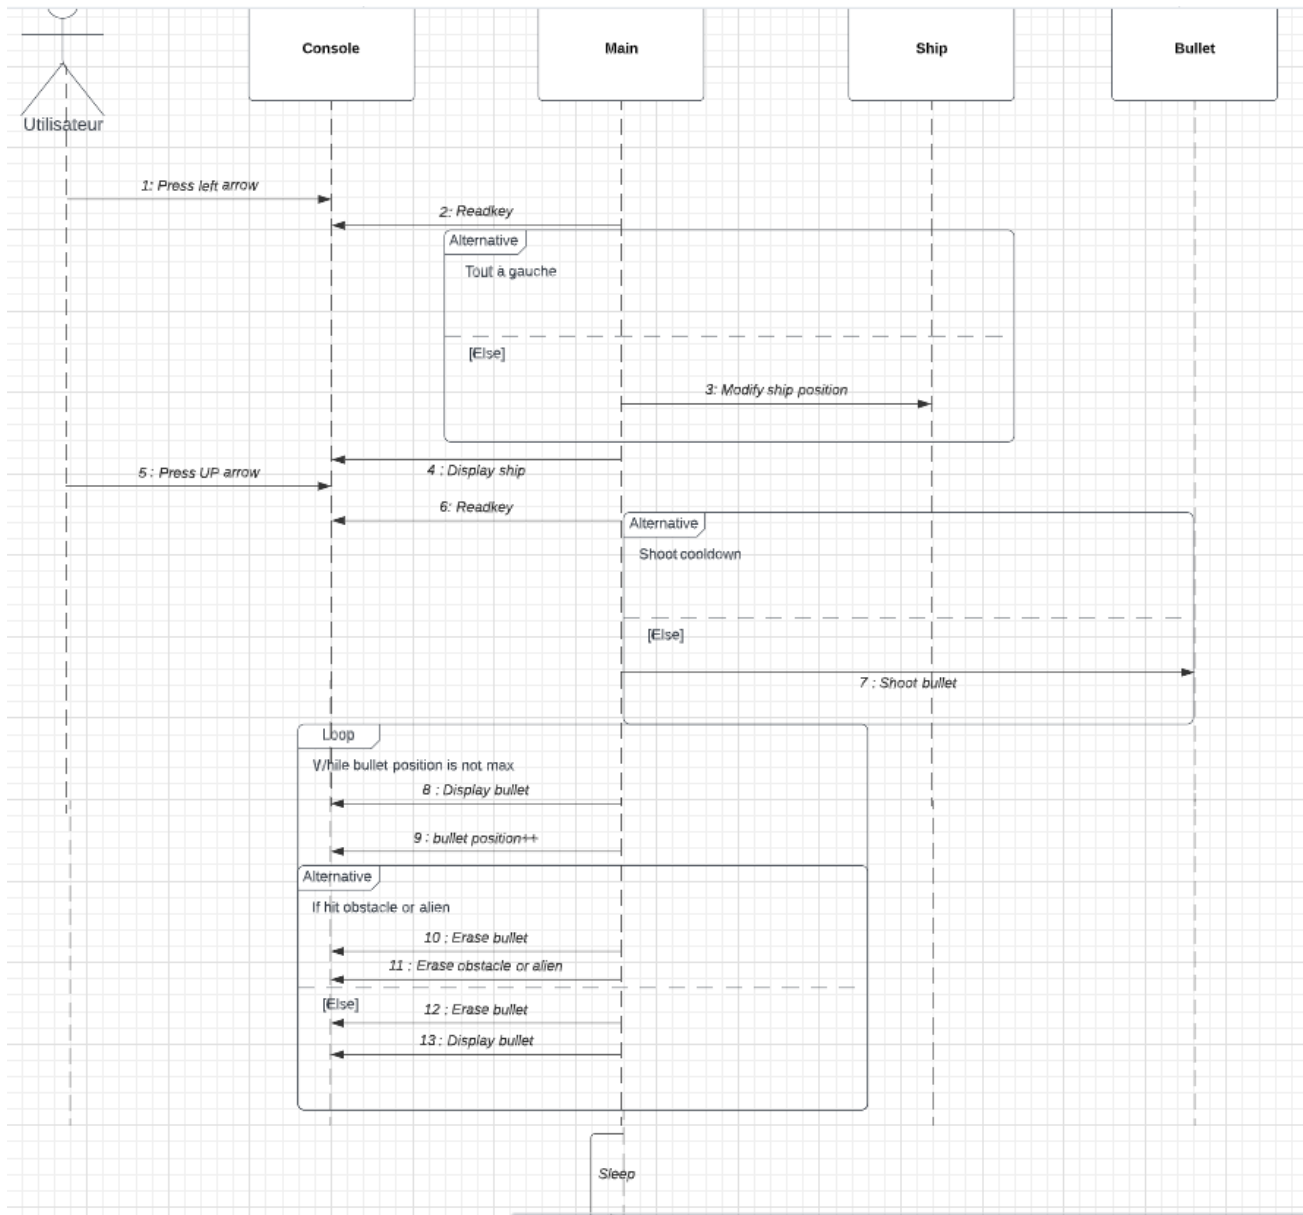 Console
Main
Ship
Bullet
Utilisateur
1: Press left arrow
2: Readkey
Alternative
Tout à gauche
[Else]
3: Modify ship position
4 : Display ship
5 : Press UP arrow
6: Readkey
Alternative
Shoot cooldown
[Else]
7 : Shoot bullet
Loop
While bullet position is not max
8 : Display bullet
9 : bullet position++
Alternative
If hit obstacle or alien
10 : Erase bullet
11 : Erase obstacle or alien
[Else]
12 : Erase bullet
13 : Display bullet
Sleep